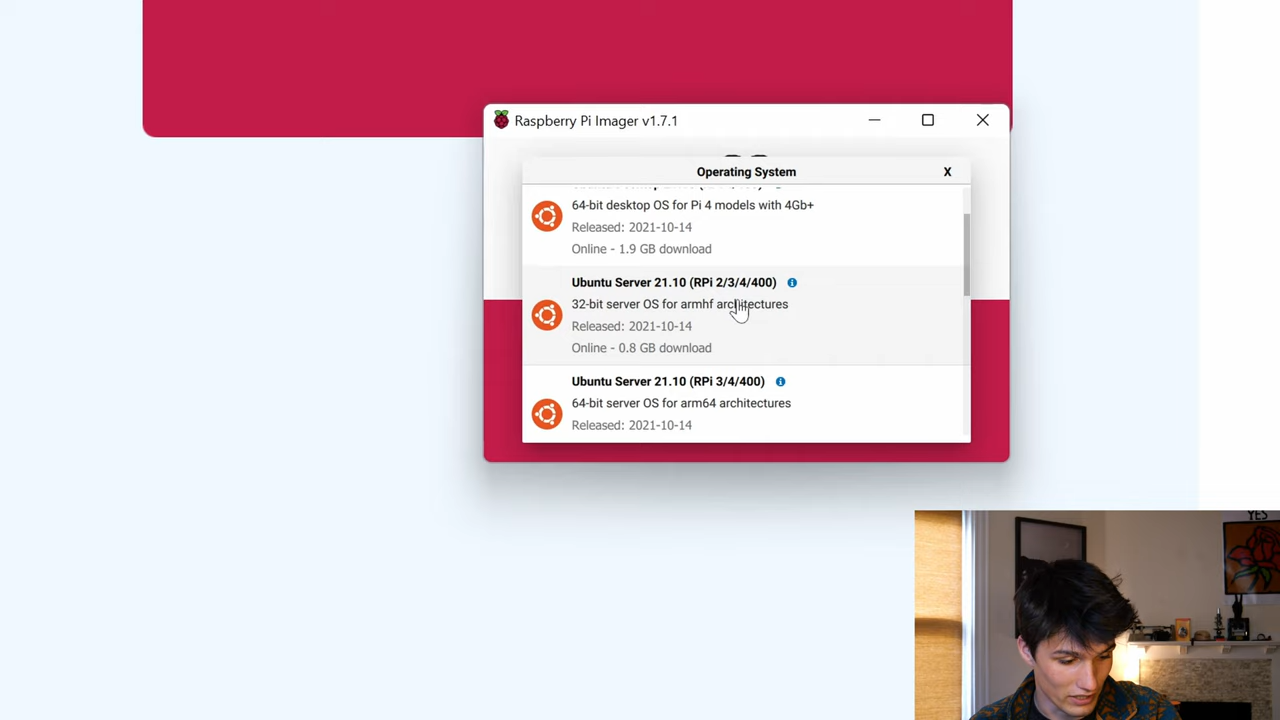 Raspberry Pi Imager v1.7.1
Operating System
X
64-bit desktop OS for Pi 4 models with 4Gb+
Released: 2021-10-14
Online - 1.9 GB download
Ubuntu Server 21.10 (RPi 2/3/4/400)
32-bit server OS for armhf architectures
Released: 2021-10-14
Online - 0.8 GB download
Ubuntu Server 21.10 (RPi 3/4/400)
64-bit server OS for arm64 architectures
Released: 2021-10-14
YES